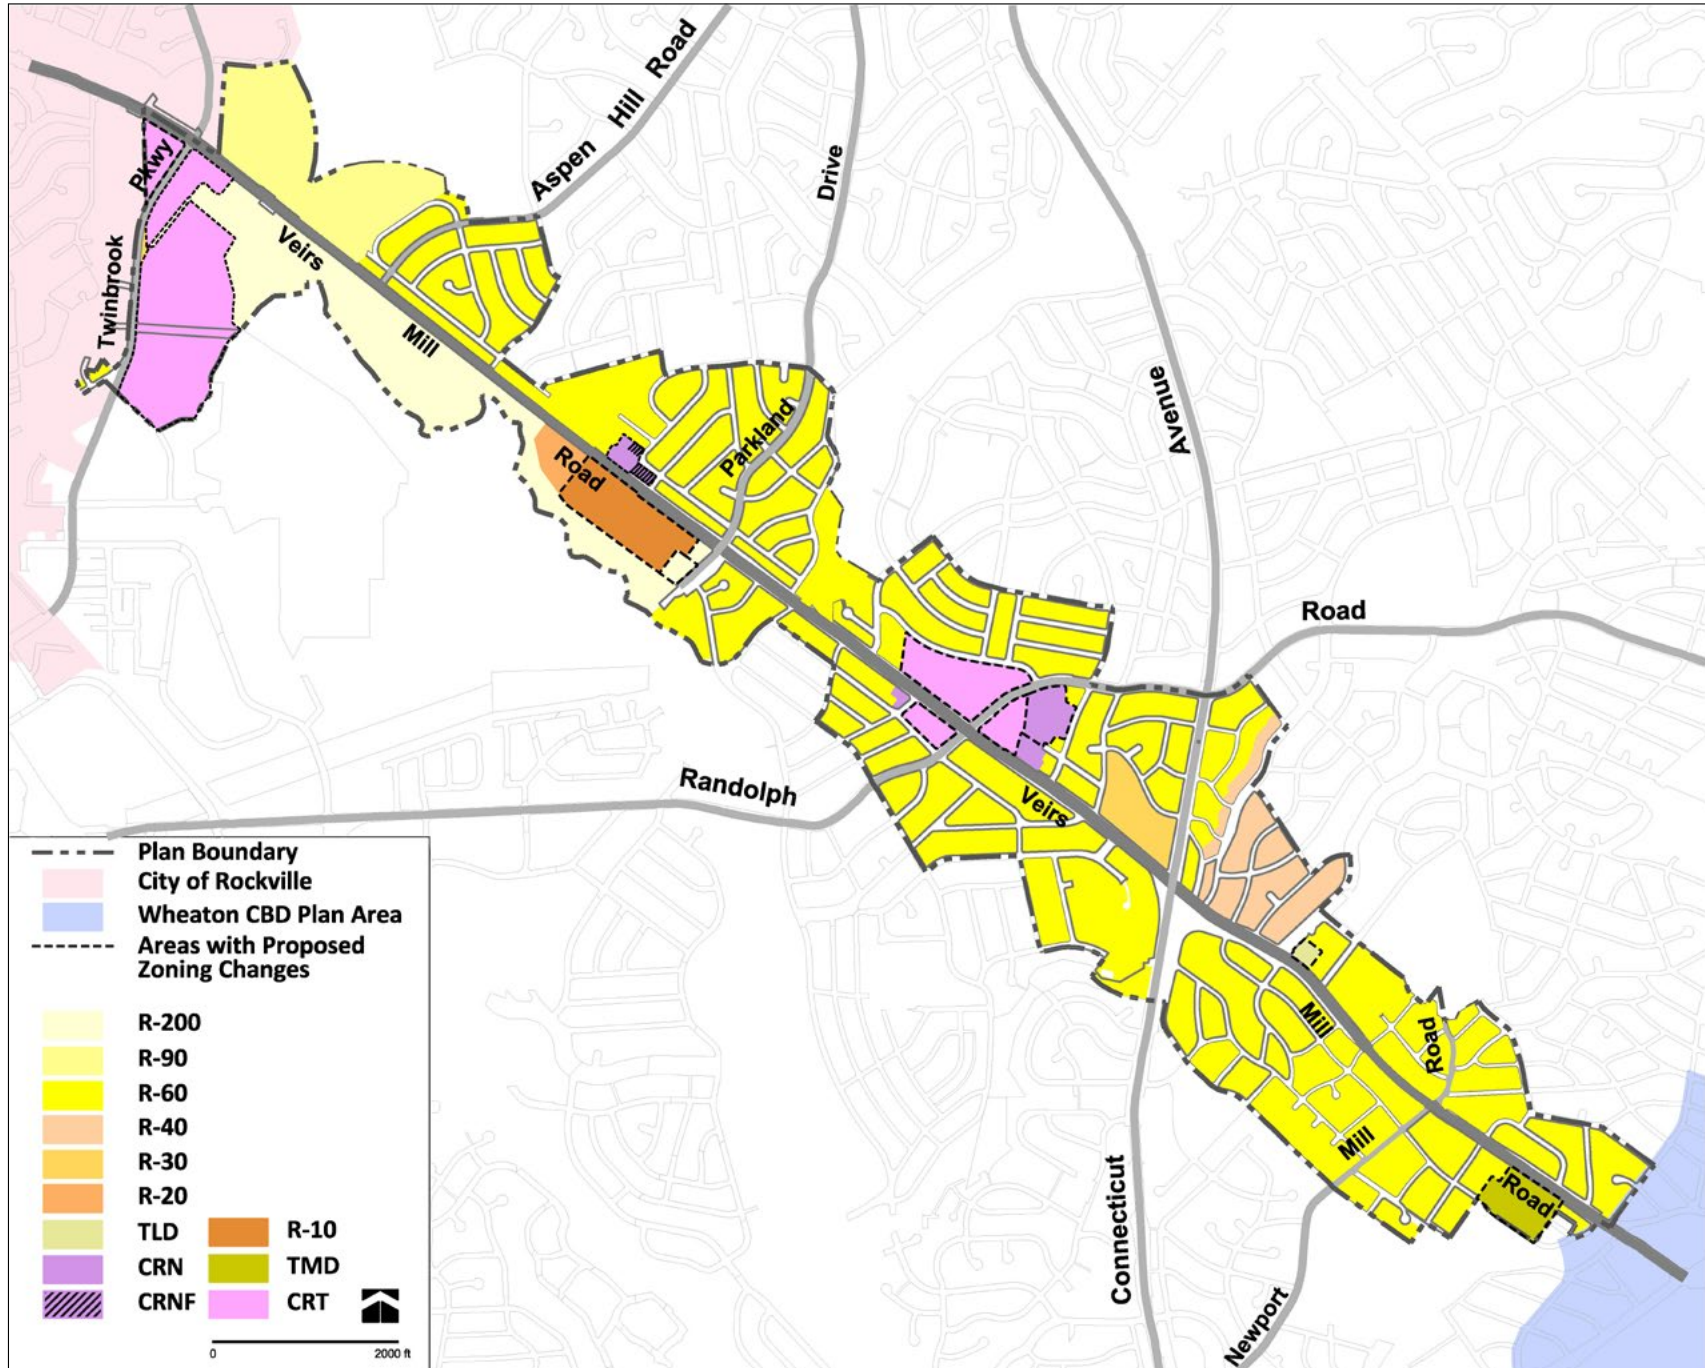 Aspen Hill Road
Drive
Pkwy
Veirs
Twinbrook
Mill
Avenue
Parkland
Road
Road
Randolph
Veirs
Mill
Road
Mill
Road
Connecticut
Newport
Plan Boundary
City of Rockville
Wheaton CBD Plan Area
Areas with Proposed
Zoning Changes
R-200
R-90
R-60
R-40
R-30
R-20
TLD
R-10
CRN
TMD
CRNF
CRT
0 2000 ft